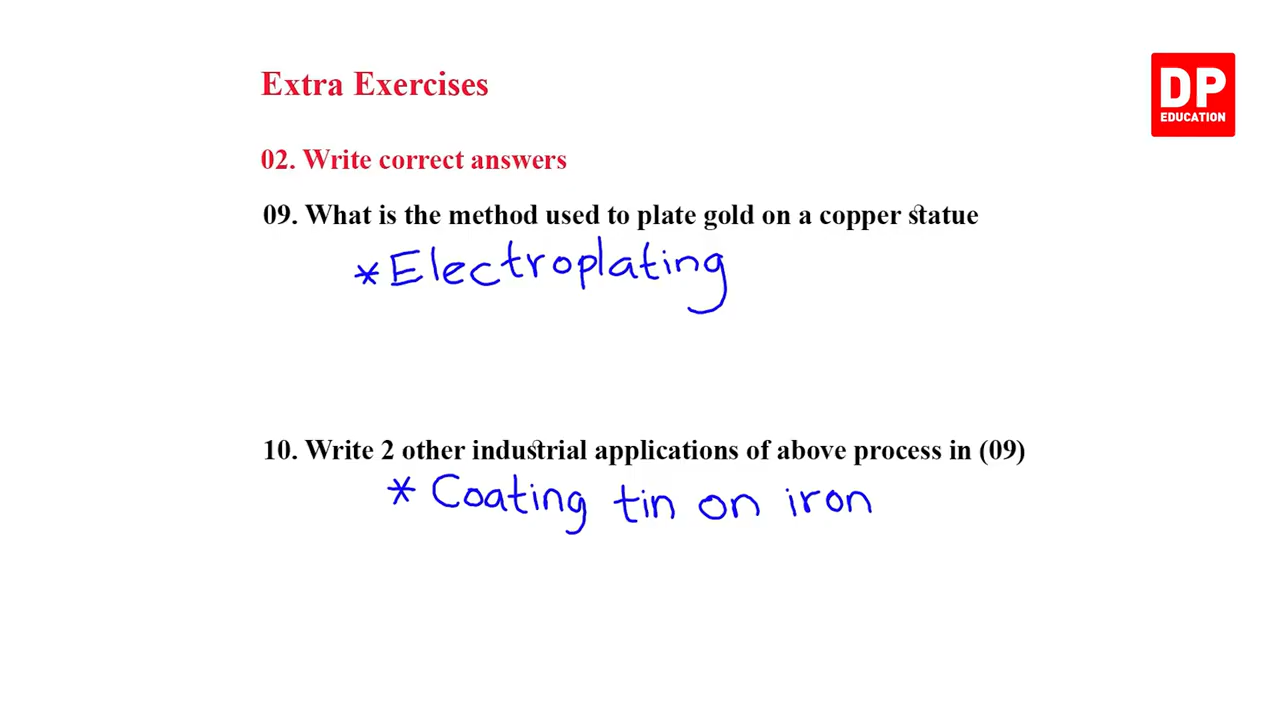 DP
EDUCATION
Extra Exercises
02. Write correct answers
09. What is the method used to plate gold on a copper statue
*Electroplating
10. Write 2 other industrial applications of above process in (09)
* Coating tin on iron